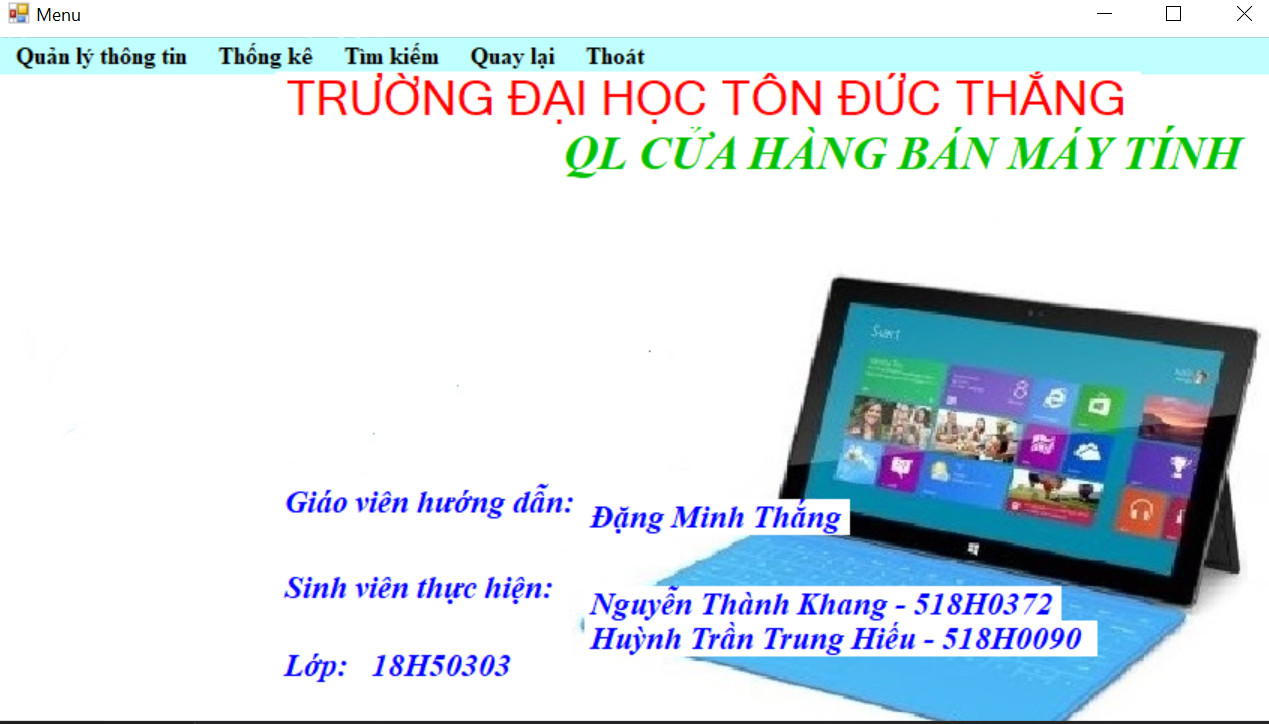 Menu
Quản lý thông tin Thống kê Tìm kiếm Quay lại Thoát
TRƯỜNG ĐẠI HỌC TÔN ĐỨC THẮNG
QL CỬA HÀNG BÁN MÁY TÍNH
Start
8
Giáo viên hướng dẫn:
Đặng Minh Thắng
Sinh viên thực hiện:
Nguyễn Thành Khang - 518H0372
Huỳnh Trần Trung Hiếu - 518H0090
Lớp: 18H50303